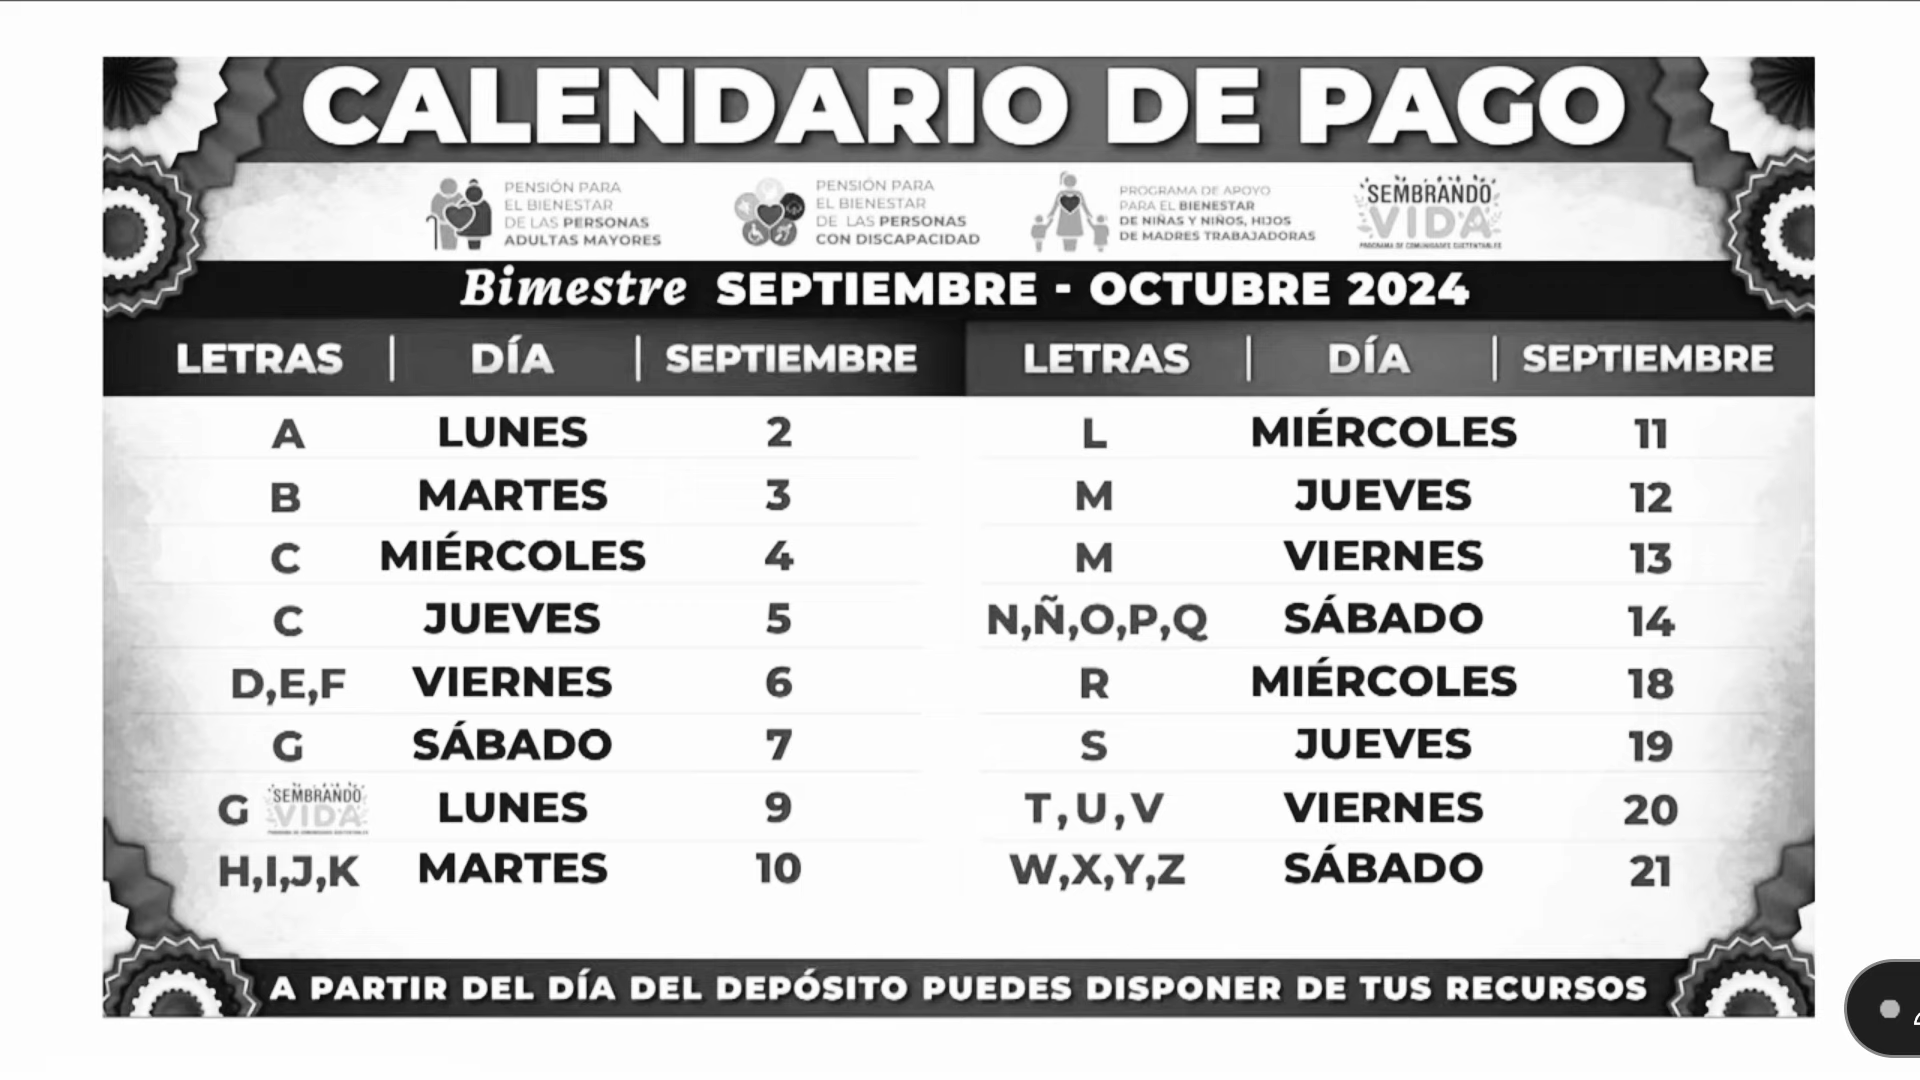 CALENDARIO DE PAGO
PENSIÓN PARA
EL BIENESTAR
DE LAS PERSONAS
ADULTAS MAYORES
PENSIÓN PARA
EL BIENESTAR
DE LAS PERSONAS
CON DISCAPACIDAD
PROGRAMA DE APOYO
PARA EL BIENESTAR
DE NIÑAS Y NIÑOS, HIJOS
DE MADRES TRABAJADORAS
SEMBRANDO
VIDA
PROGRAMA DE COMUNIDADES SUSTENTABLES
Bimestre SEPTIEMBRE - OCTUBRE 2024
LETRAS | DÍA | SEPTIEMBRE
A LUNES 2
B MARTES 3
C MIÉRCOLES 4
C JUEVES 5
D,E,F VIERNES 6
G SÁBADO 7
G SEMBRANDO VIDA LUNES 9
H,I,J,K MARTES 10
LETRAS | DÍA | SEPTIEMBRE
L MIÉRCOLES 11
M JUEVES 12
M VIERNES 13
N,Ñ,O,P,Q SÁBADO 14
R MIÉRCOLES 18
S JUEVES 19
T,U,V VIERNES 20
W,X,Y,Z SÁBADO 21
A PARTIR DEL DÍA DEL DEPÓSITO PUEDES DISPONER DE TUS RECURSOS